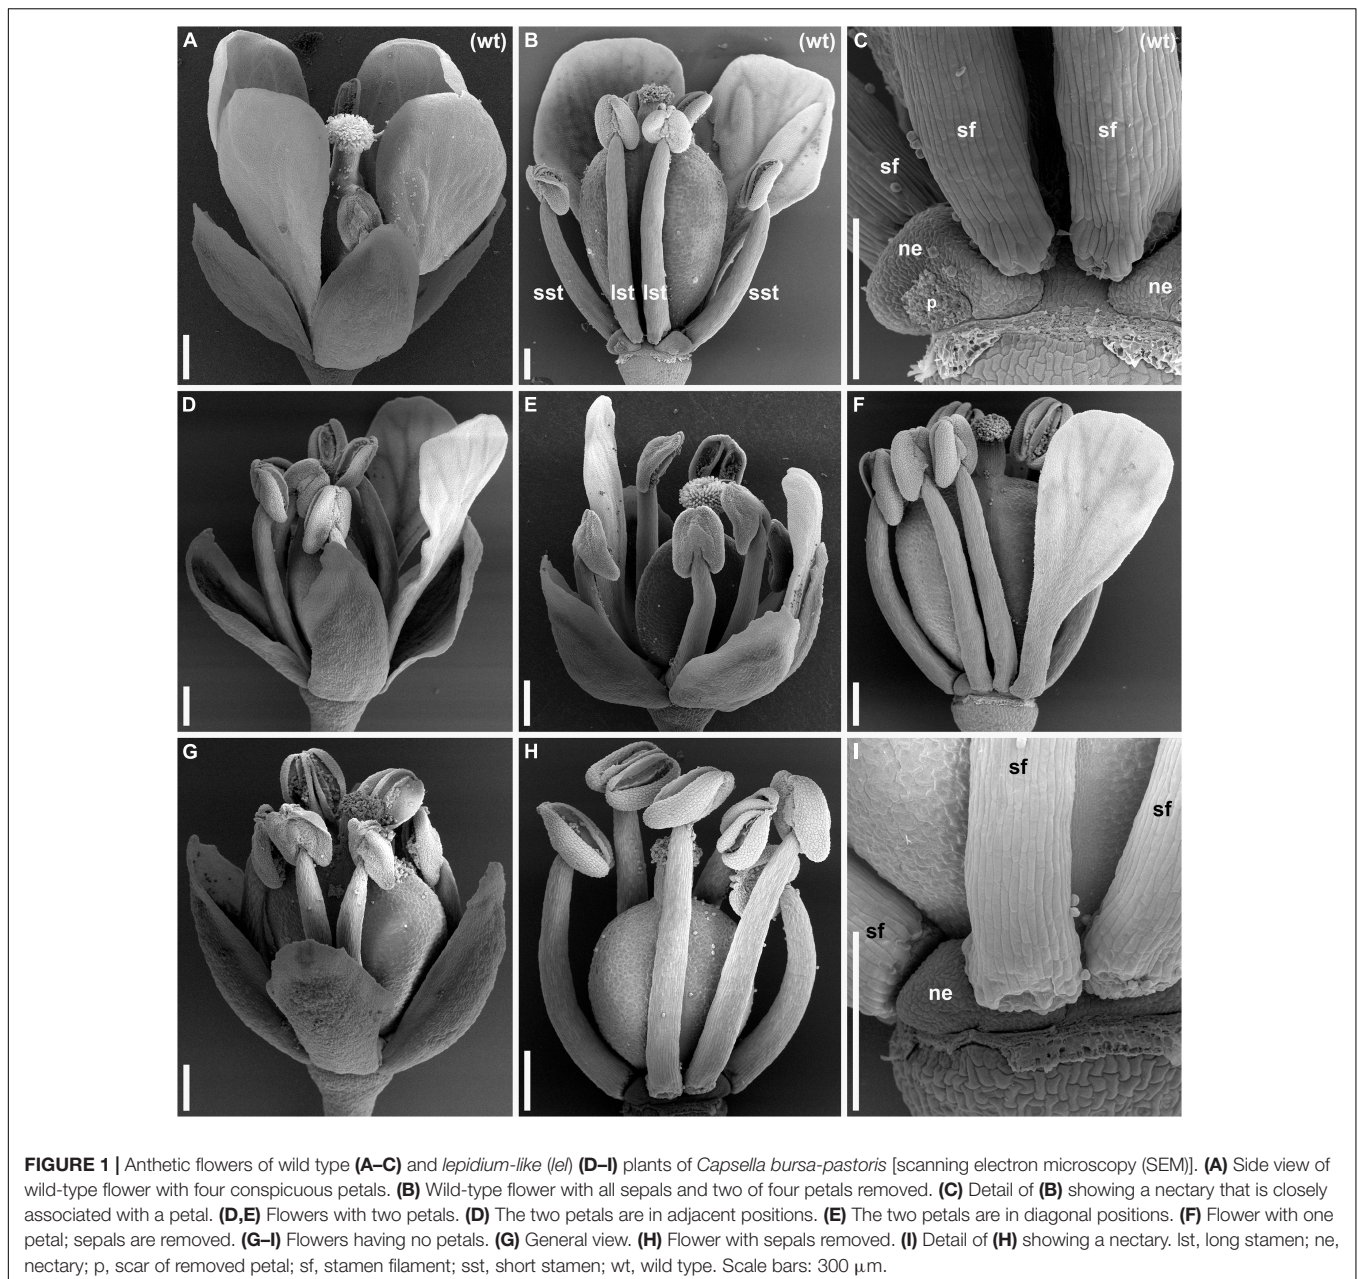 A (wt) B (wt) C (wt)
sf sf
sf
ne
ne
p
sst lst lst sst
D E F
G H I
sf
sf
sf
ne
FIGURE 1 | Anthetic flowers of wild type (A–C) and lepidium-like (lel) (D–I) plants of Capsella bursa-pastoris [scanning electron microscopy (SEM)]. (A) Side view of
wild-type flower with four conspicuous petals. (B) Wild-type flower with all sepals and two of four petals removed. (C) Detail of (B) showing a nectary that is closely
associated with a petal. (D,E) Flowers with two petals. (D) The two petals are in adjacent positions. (E) The two petals are in diagonal positions. (F) Flower with one
petal; sepals are removed. (G–I) Flowers having no petals. (G) General view. (H) Flower with sepals removed. (I) Detail of (H) showing a nectary. lst, long stamen; ne,
nectary; p, scar of removed petal; sf, stamen filament; sst, short stamen; wt, wild type. Scale bars: 300 μm.